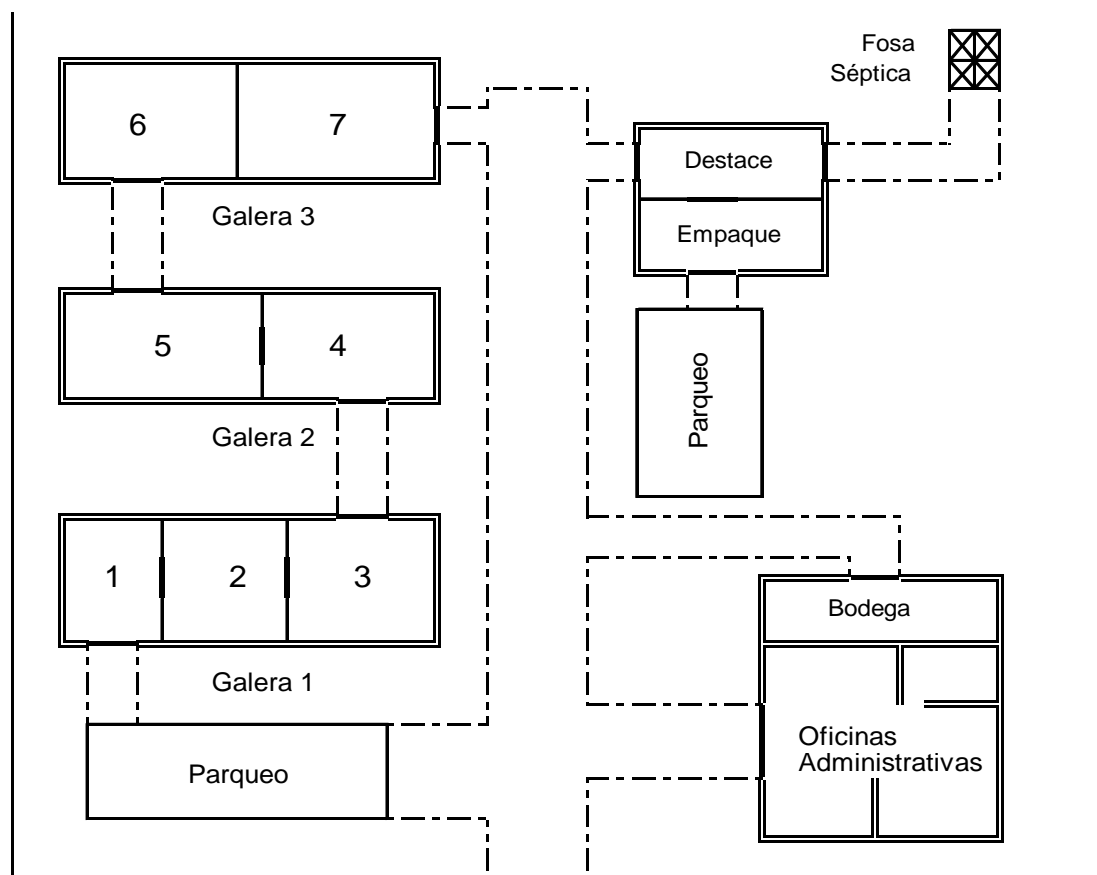 Fosa
Séptica
6
7
Destace
Galera 3
Empaque
5
4
Parqueo
Galera 2
1
2
3
Bodega
Galera 1
Oficinas
Administrativas
Parqueo